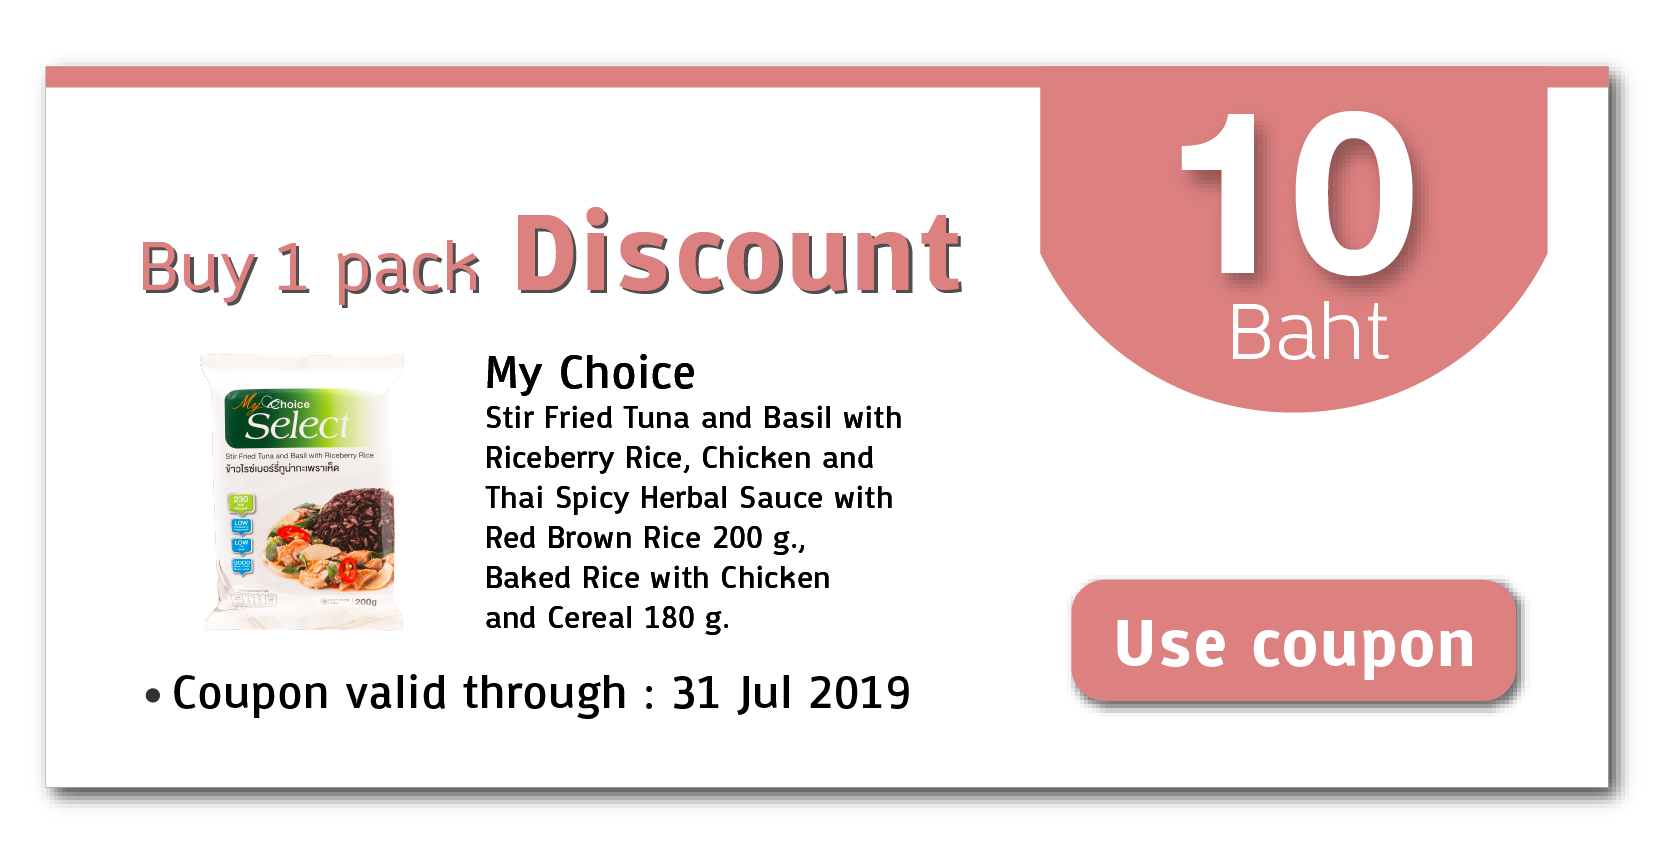 10
Baht
Buy 1 pack Discount
My Choice
Select
Stir Fried Tuna and Basil with Riceberry Rice
ข้าวไรซ์เบอร์รี่ทูน่ากะเพราเห็ด
230
LOW
LOW
GOOD
200g
My Choice
Stir Fried Tuna and Basil with
Riceberry Rice, Chicken and
Thai Spicy Herbal Sauce with
Red Brown Rice 200 g.,
Baked Rice with Chicken
and Cereal 180 g.
• Coupon valid through : 31 Jul 2019
Use coupon